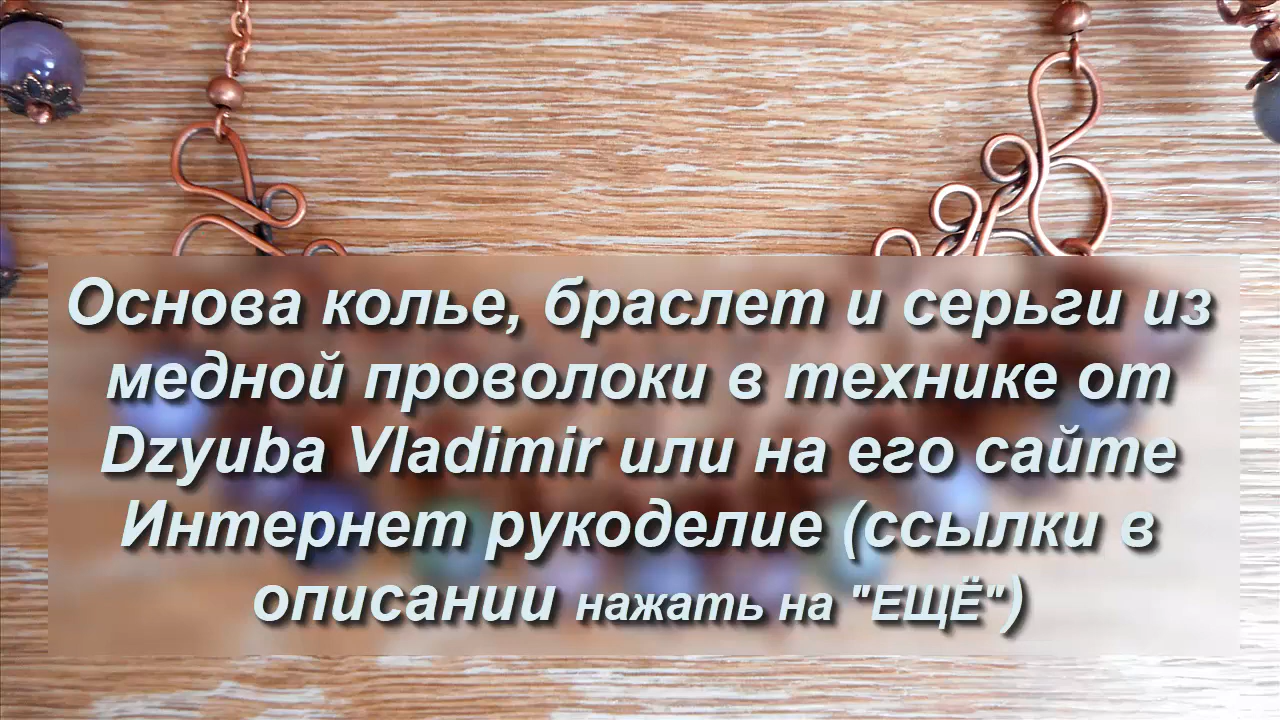 Основа колье, браслет и серьги из
медной проволоки в технике от
Dzyuba Vladimir или на его сайте
Интернет рукоделие (ссылки в
описании нажать на "ЕЩЁ")